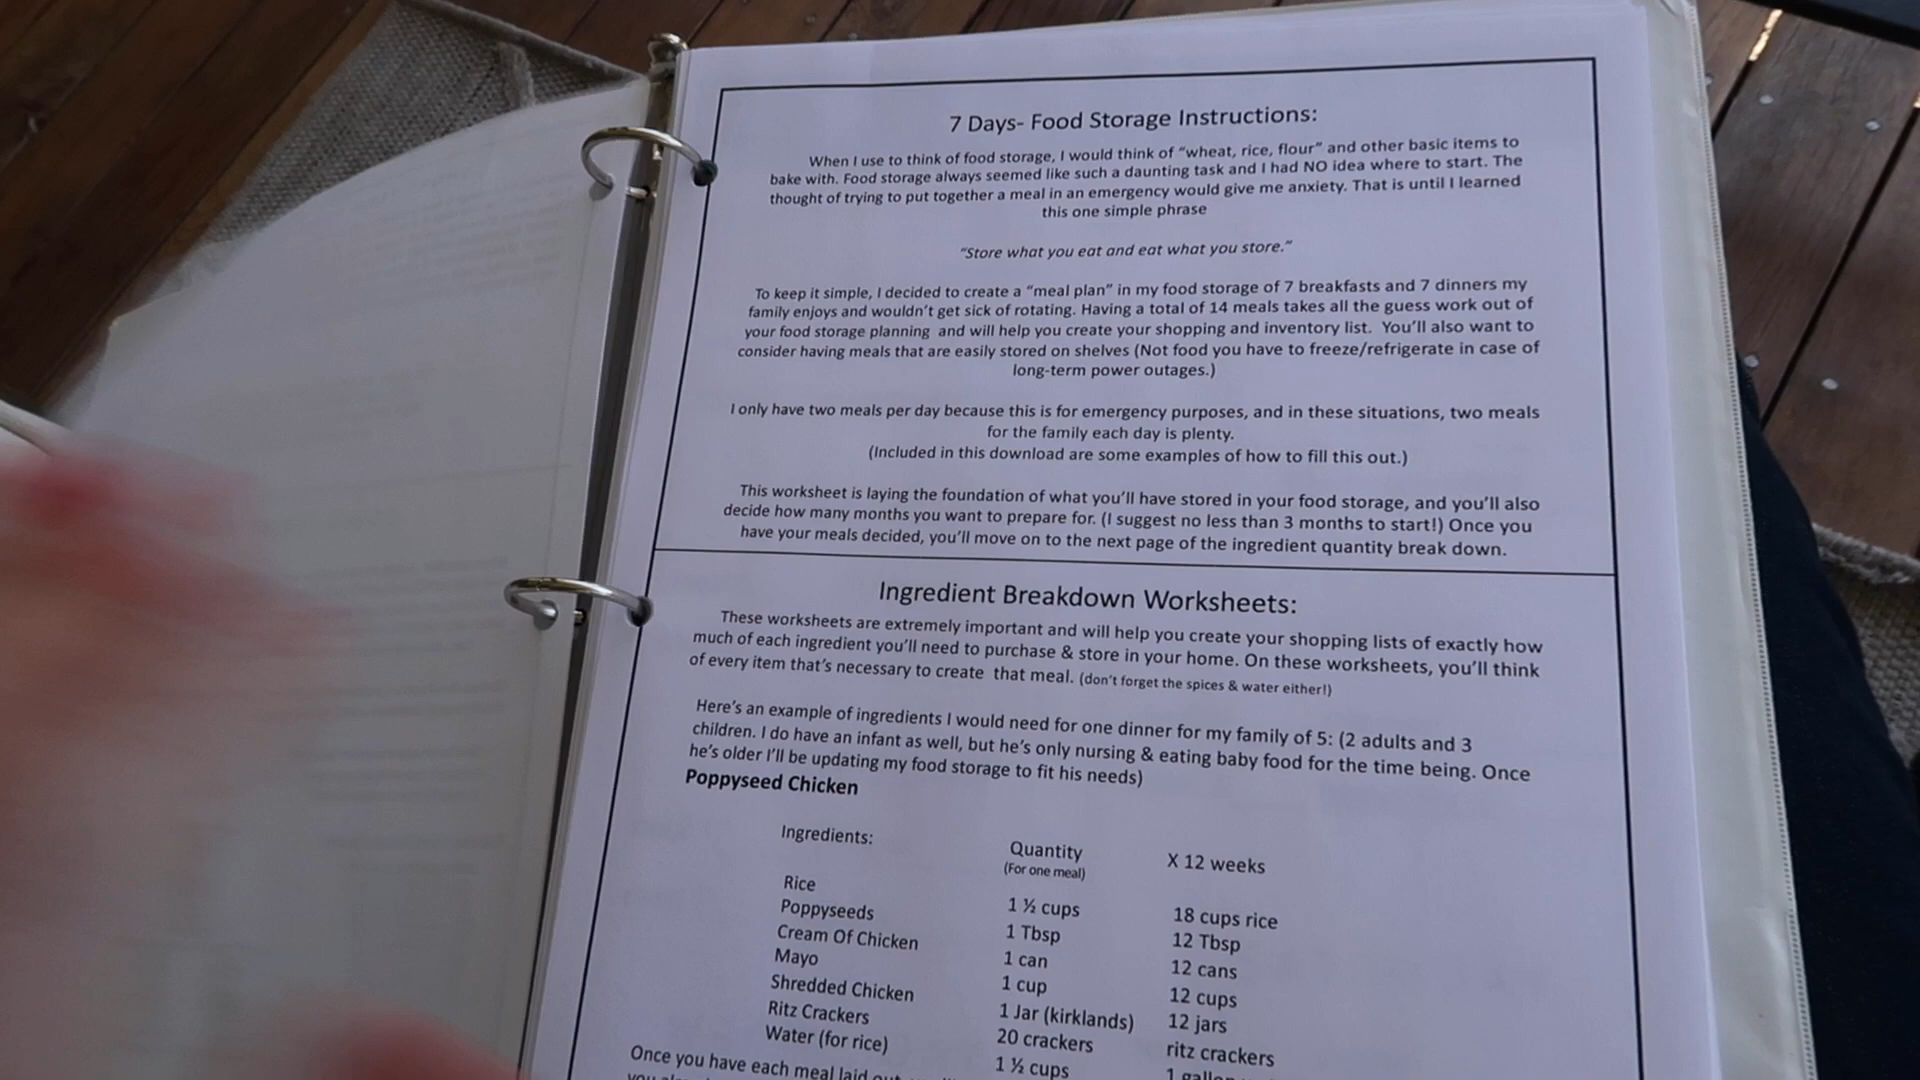 7 Days- Food Storage Instructions:
When I use to think of food storage, I would think of “wheat, rice, flour” and other basic items to
bake with. Food storage always seemed like such a daunting task and I had NO idea where to start. The
thought of trying to put together a meal in an emergency would give me anxiety. That is until I learned
this one simple phrase
“Store what you eat and eat what you store.”
To keep it simple, I decided to create a “meal plan” in my food storage of 7 breakfasts and 7 dinners my
family enjoys and wouldn’t get sick of rotating. Having a total of 14 meals takes all the guess work out of
your food storage planning and will help you create your shopping and inventory list. You’ll also want to
consider having meals that are easily stored on shelves (Not food you have to freeze/refrigerate in case of
long-term power outages.)
I only have two meals per day because this is for emergency purposes, and in these situations, two meals
for the family each day is plenty.
(Included in this download are some examples of how to fill this out.)
This worksheet is laying the foundation of what you’ll have stored in your food storage, and you’ll also
decide how many months you want to prepare for. (I suggest no less than 3 months to start!) Once you
have your meals decided, you’ll move on to the next page of the ingredient quantity break down.
Ingredient Breakdown Worksheets:
These worksheets are extremely important and will help you create your shopping lists of exactly how
much of each ingredient you’ll need to purchase & store in your home. On these worksheets, you’ll think
of every item that’s necessary to create that meal. (don’t forget the spices & water either!)
Here’s an example of ingredients I would need for one dinner for my family of 5: (2 adults and 3
children. I do have an infant as well, but he’s only nursing & eating baby food for the time being. Once
he’s older I’ll be updating my food storage to fit his needs)
Poppyseed Chicken
Ingredients: Quantity X 12 weeks
(For one meal)
Rice 1 ½ cups 18 cups rice
Poppyseeds 1 Tbsp 12 Tbsp
Cream Of Chicken 1 can 12 cans
Mayo 1 cup 12 cups
Shredded Chicken 1 Jar (kirklands) 12 jars
Ritz Crackers 20 crackers ritz crackers
Water (for rice) 1 ½ cups 1
Once you have each meal laid